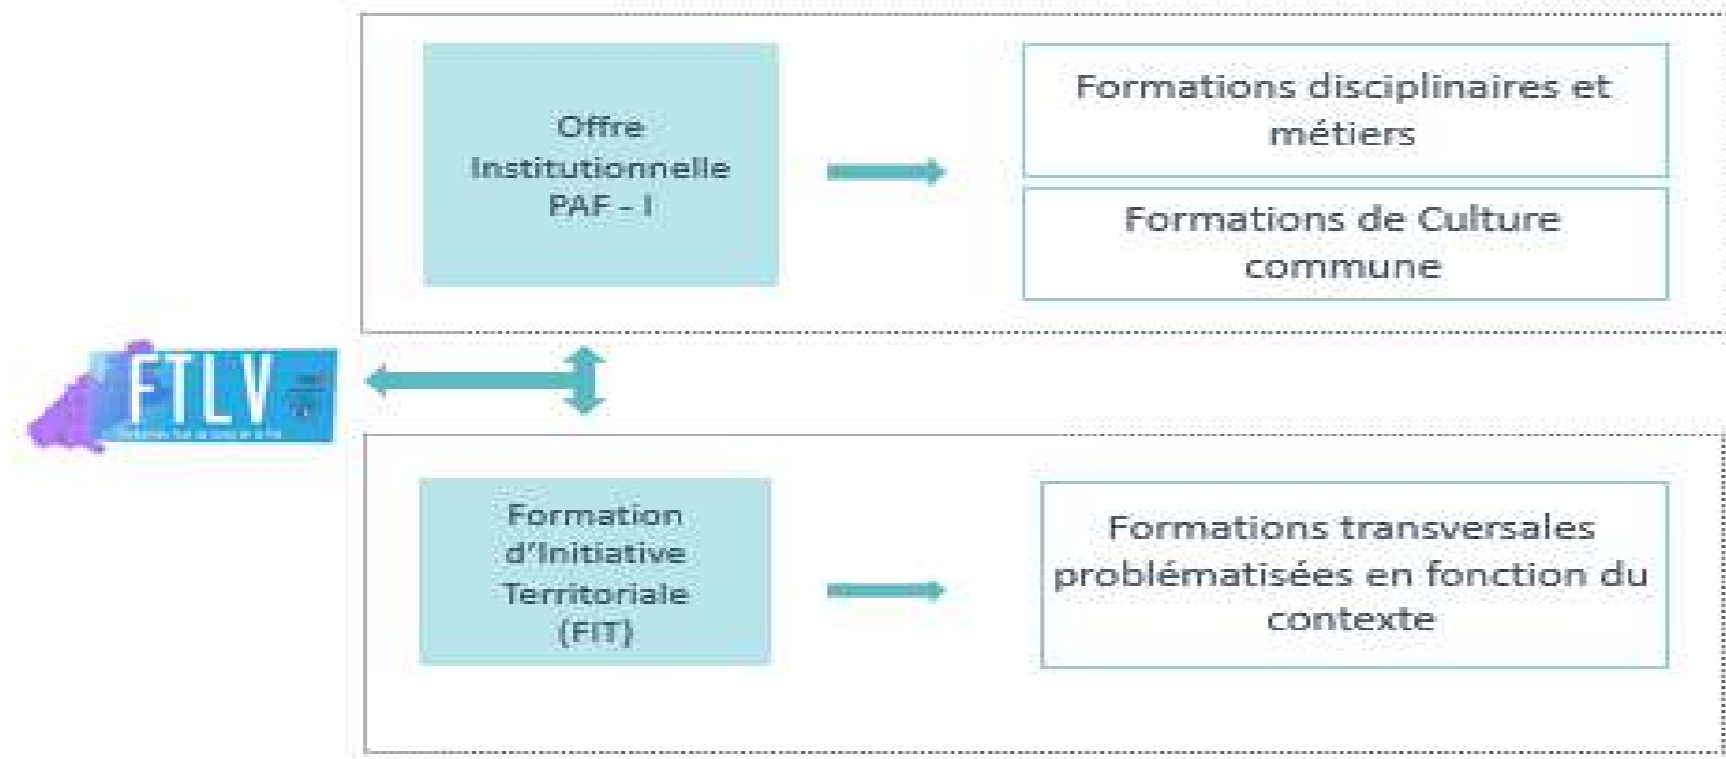 Offre
Institutionnelle
PAF - I
Formations disciplinaires et
métiers
Formations de Culture
commune
FTLV
Formation
d'Initiative
Territoriale
(FIT)
Formations transversales
problématisées en fonction du
contexte